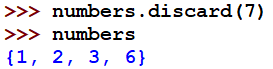 >>> numbers.discard(7)
>>> numbers
{1, 2, 3, 6}